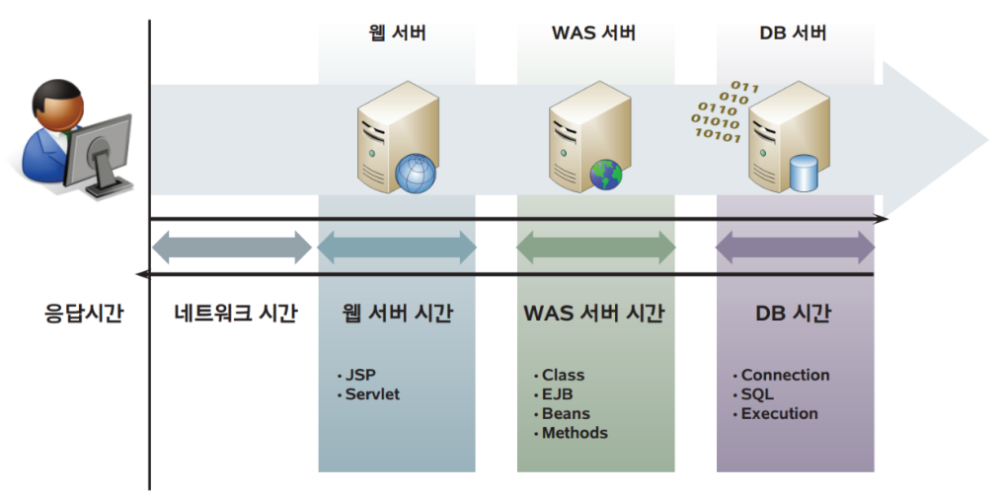 웹 서버
WAS 서버
DB 서버
011
010
0110
01010
10101
응답시간
네트워크 시간
웹 서버 시간
WAS 서버 시간
DB 시간
· JSP
· Servlet
· Class
· EJB
· Beans
· Methods
· Connection
· SQL
· Execution